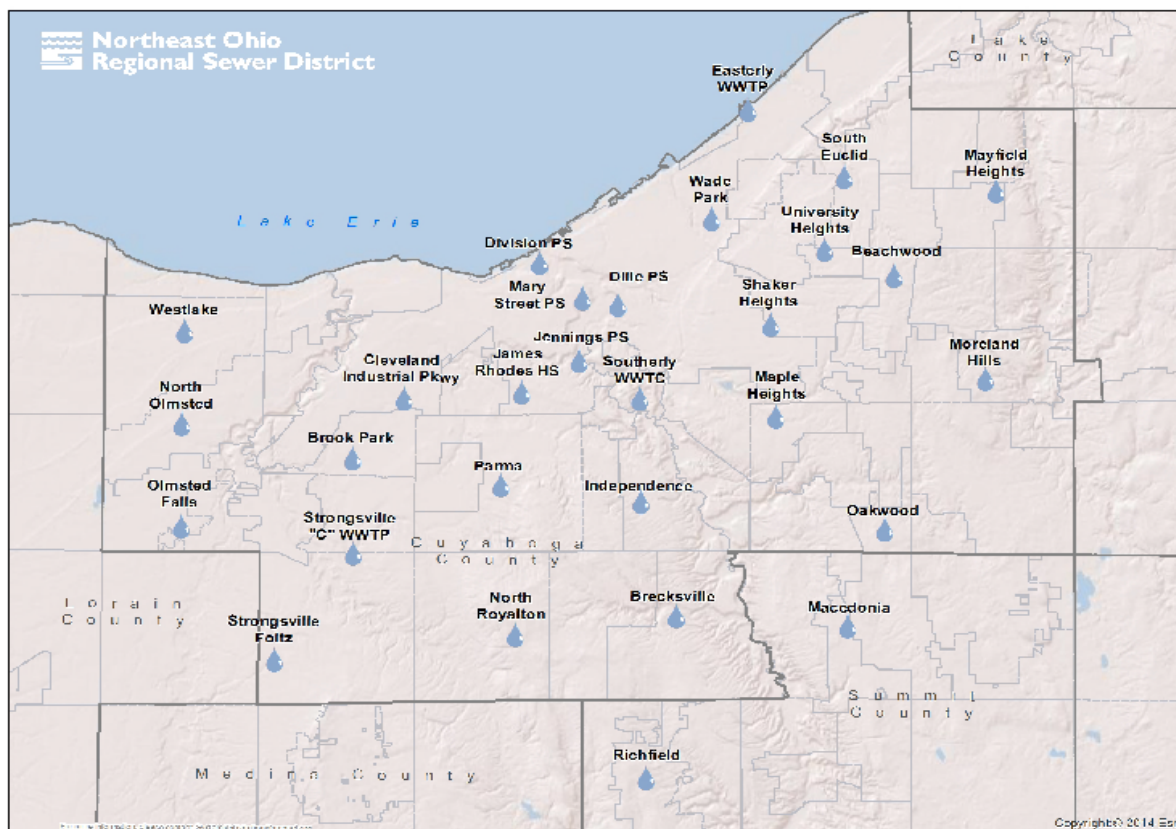 Northeast Ohio
Regional Sewer District
Lake
County
Easterly
WWTP
South
Euclid
Mayfield
Heights
Wade
Park
University
Heights
Lake Erie
Division PS
Beachwood
Dille PS
Mary
Street PS
Shaker
Heights
Westlake
Jennings PS
James
Rhodes HS
Southerly
WWTC
Moreland
Hills
Cleveland
Industrial Pkwy
North
Olmsted
Maple
Heights
Brook Park
Parma
Olmsted
Falls
Independence
Oakwood
Strongsville
"C" WWTP
Cuyahoga
County
Lorain
County
North
Royalton
Brecksville
Macedonia
Strongsville
Foltz
Summit
County
Richfield
Medina County
Copyright:© 2014